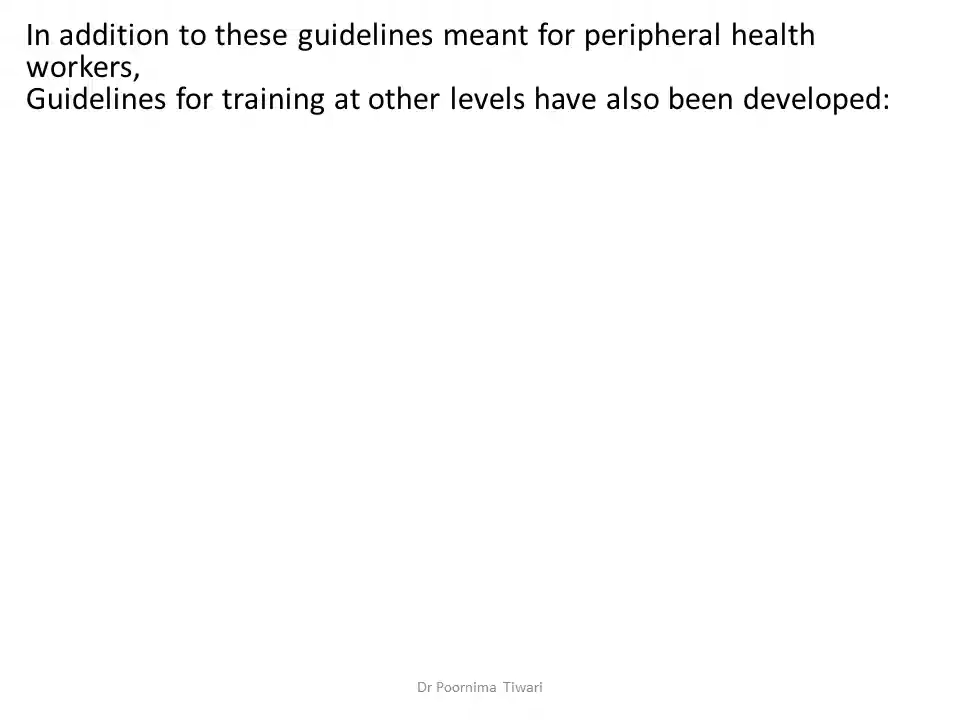 In addition to these guidelines meant for peripheral health
workers,
Guidelines for training at other levels have also been developed:
Dr Poornima Tiwari